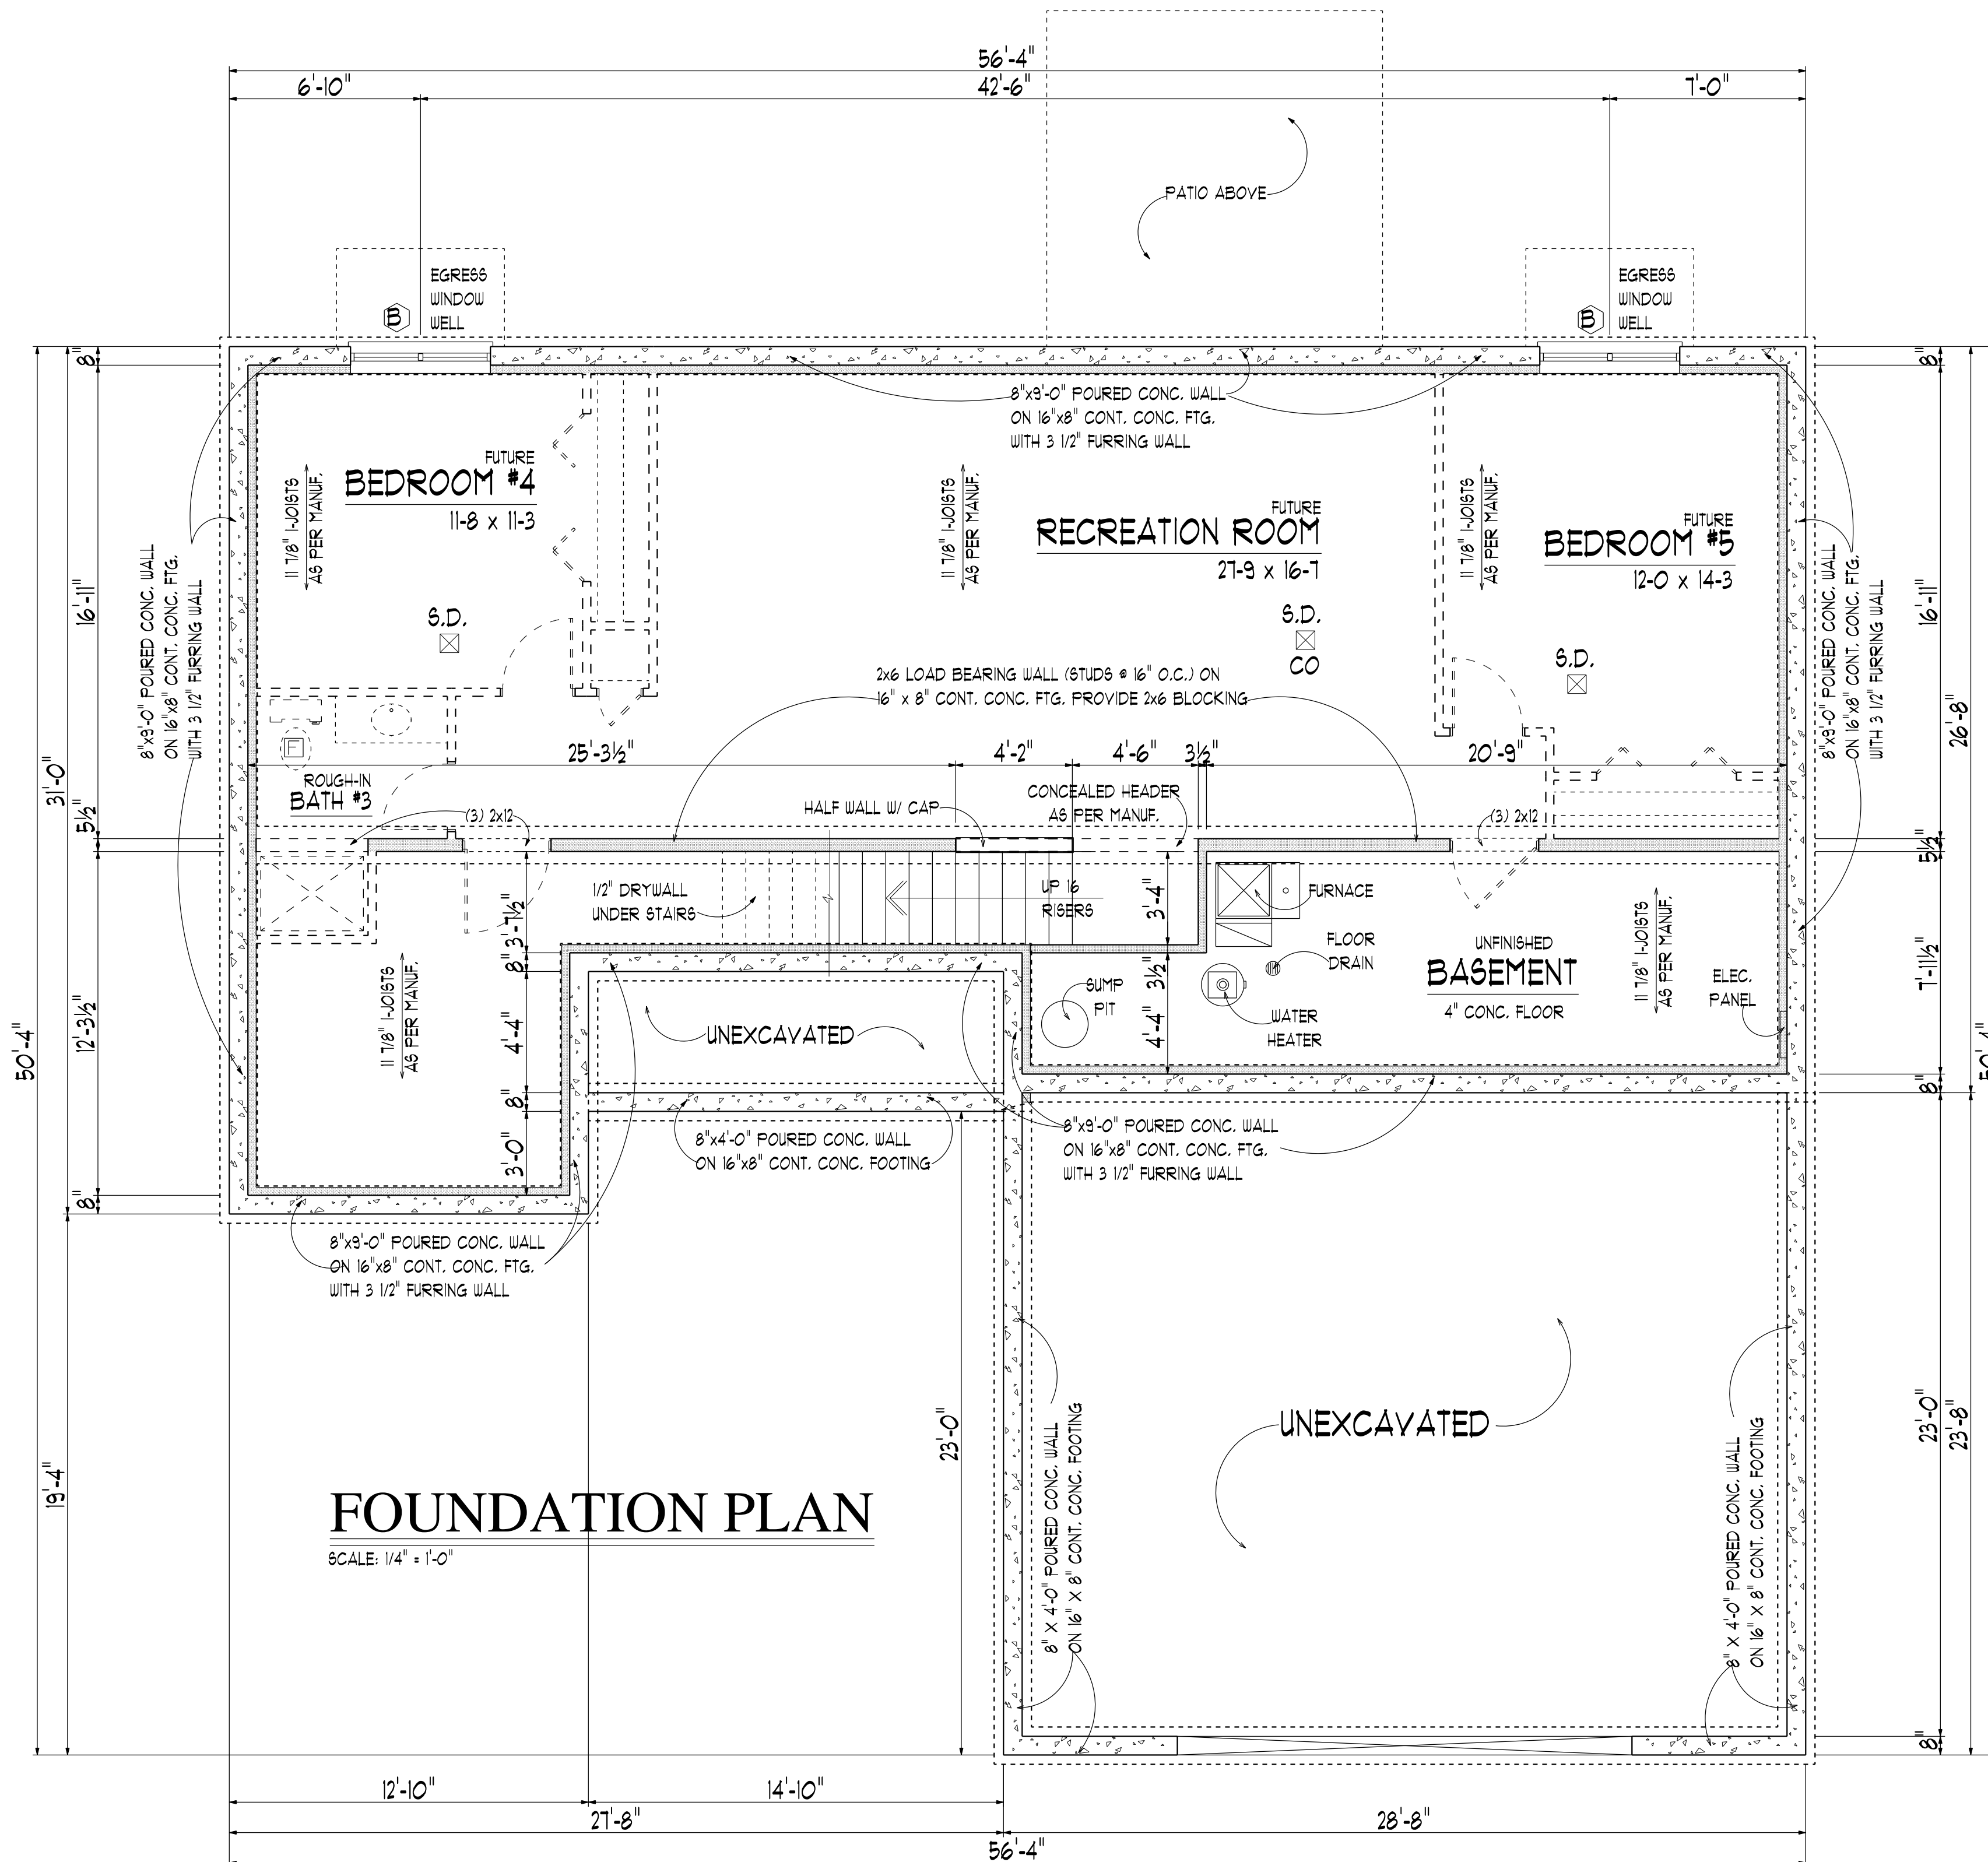 56'-4"
6'-10"
42'-6"
7'-0"
PATIO ABOVE
EGRESS
WINDOW
WELL
B
EGRESS
WINDOW
WELL
B
8"
8"
8"x9'-0" POURED CONC. WALL
ON 16"x8" CONT. CONC. FTG.
WITH 3 1/2" FURRING WALL
FUTURE
BEDROOM #4
11-8 x 11-3
11 7/8" I-JOISTS
AS PER MANUF.
11 7/8" I-JOISTS
AS PER MANUF.
FUTURE
RECREATION ROOM
27-9 x 16-7
11 7/8" I-JOISTS
AS PER MANUF.
FUTURE
BEDROOM #5
12-0 x 14-3
8"x9'-0" POURED CONC. WALL
ON 16"x8" CONT. CONC. FTG.
WITH 3 1/2" FURRING WALL
8"x9'-0" POURED CONC. WALL
ON 16"x8" CONT. CONC. FTG.
WITH 3 1/2" FURRING WALL
16'-11"
16'-11"
S.D.
S.D.
CO
S.D.
2x6 LOAD BEARING WALL (STUDS @ 16" O.C.) ON
16" x 8" CONT. CONC. FTG. PROVIDE 2x6 BLOCKING
31'-0"
26'-8"
F
25'-3½"
4'-2"
4'-6"
3½"
20'-9"
ROUGH-IN
BATH #3
(3) 2x12
HALF WALL W/ CAP
CONCEALED HEADER
AS PER MANUF.
(3) 2x12
5½"
5½"
1/2" DRYWALL
UNDER STAIRS
UP 16
RISERS
3'-4"
FURNACE
3'-7½"
8"
FLOOR
DRAIN
UNFINISHED
BASEMENT
4" CONC. FLOOR
11 7/8" I-JOISTS
AS PER MANUF.
ELEC.
PANEL
7'-11½"
11 7/8" I-JOISTS
AS PER MANUF.
3½"
SUMP
PIT
WATER
HEATER
UNEXCAVATED
4'-4"
4'-4"
12'-3½"
50'-4"
50'-4"
8"
8"
3'-0"
8"x4'-0" POURED CONC. WALL
ON 16"x8" CONT. CONC. FOOTING
8"x9'-0" POURED CONC. WALL
ON 16"x8" CONT. CONC. FTG.
WITH 3 1/2" FURRING WALL
8"
8"x9'-0" POURED CONC. WALL
ON 16"x8" CONT. CONC. FTG.
WITH 3 1/2" FURRING WALL
UNEXCAVATED
23'-0"
23'-0"
23'-8"
19'-4"
8" X 4'-0" POURED CONC. WALL
ON 16" X 8" CONT. CONC. FOOTING
8" X 4'-0" POURED CONC. WALL
ON 16" X 8" CONT. CONC. FOOTING
FOUNDATION PLAN
SCALE: 1/4" = 1'-0"
8"
12'-10"
14'-10"
27'-8"
28'-8"
56'-4"